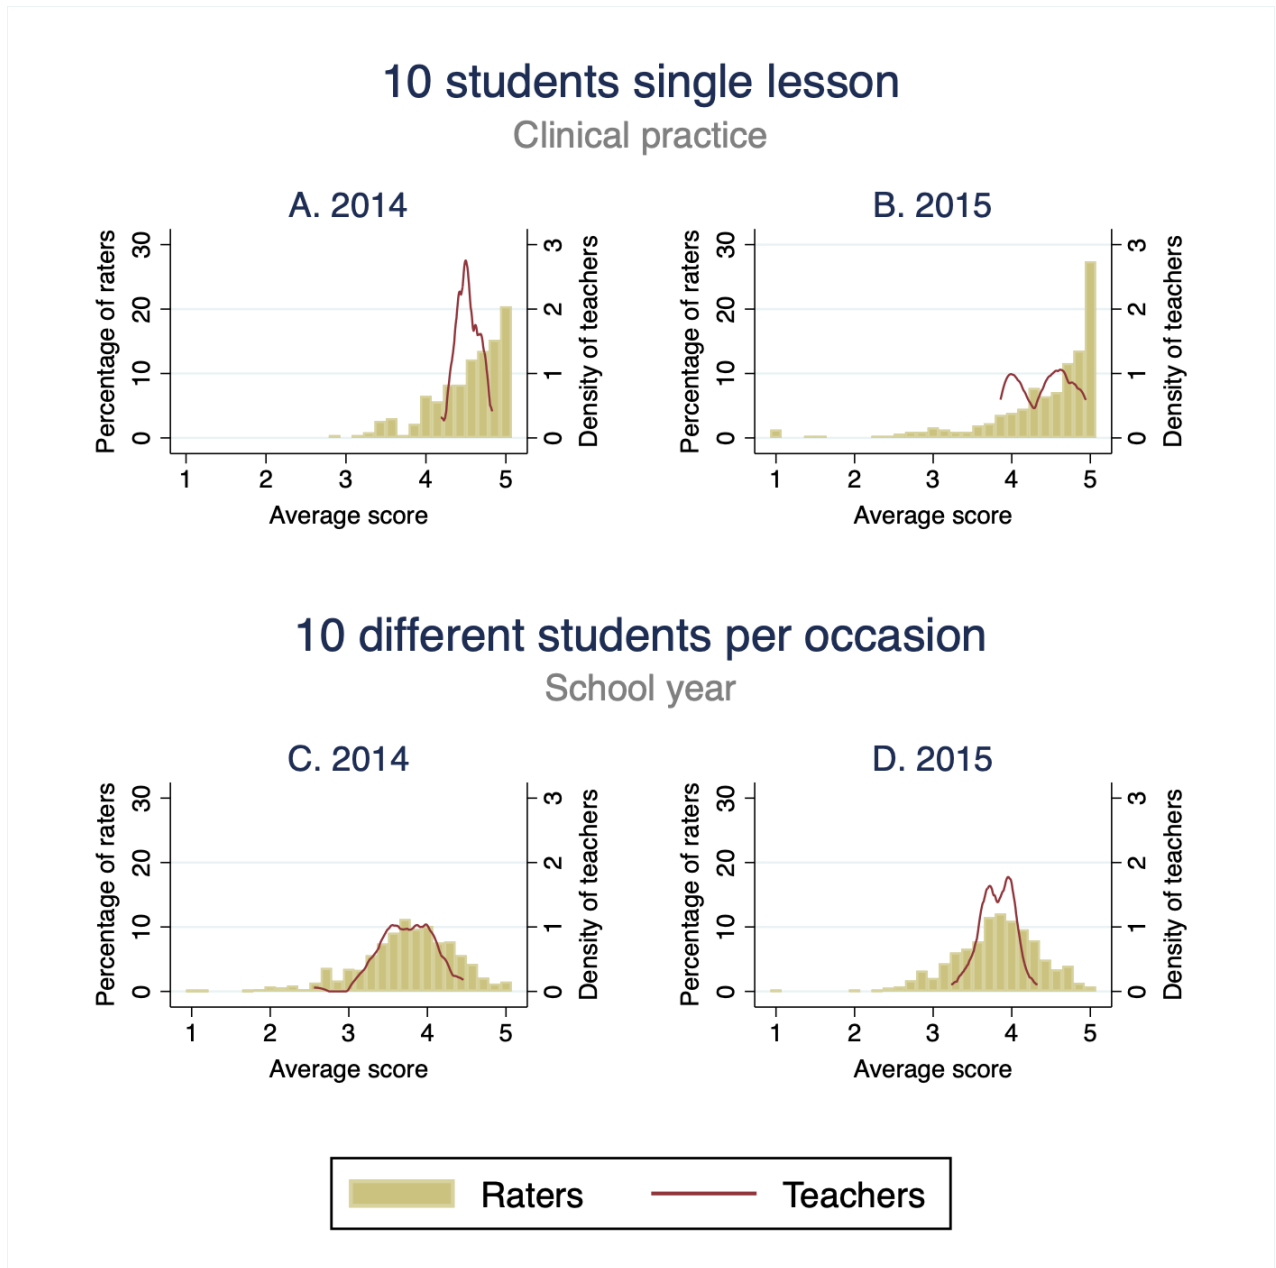 10 students single lesson
Clinical practice
A. 2014
Percentage of raters
30
20
10
0
3
2
1
0
Density of teachers
1 2 3 4 5
Average score
B. 2015
Percentage of raters
30
20
10
0
3
2
1
0
Density of teachers
1 2 3 4 5
Average score
10 different students per occasion
School year
C. 2014
Percentage of raters
30
20
10
0
3
2
1
0
Density of teachers
1 2 3 4 5
Average score
D. 2015
Percentage of raters
30
20
10
0
3
2
1
0
Density of teachers
1 2 3 4 5
Average score
Raters Teachers